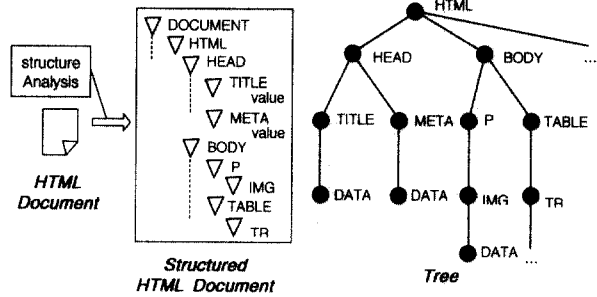 structure
Analysis
HTML
Document
DOCUMENT
HTML
HEAD
TITLE
value
META
value
BODY
P
IMG
TABLE
TR
Structured
HTML Document
HTML
HEAD
BODY
...
TITLE
META
P
TABLE
DATA
DATA
IMG
TR
DATA
...
Tree